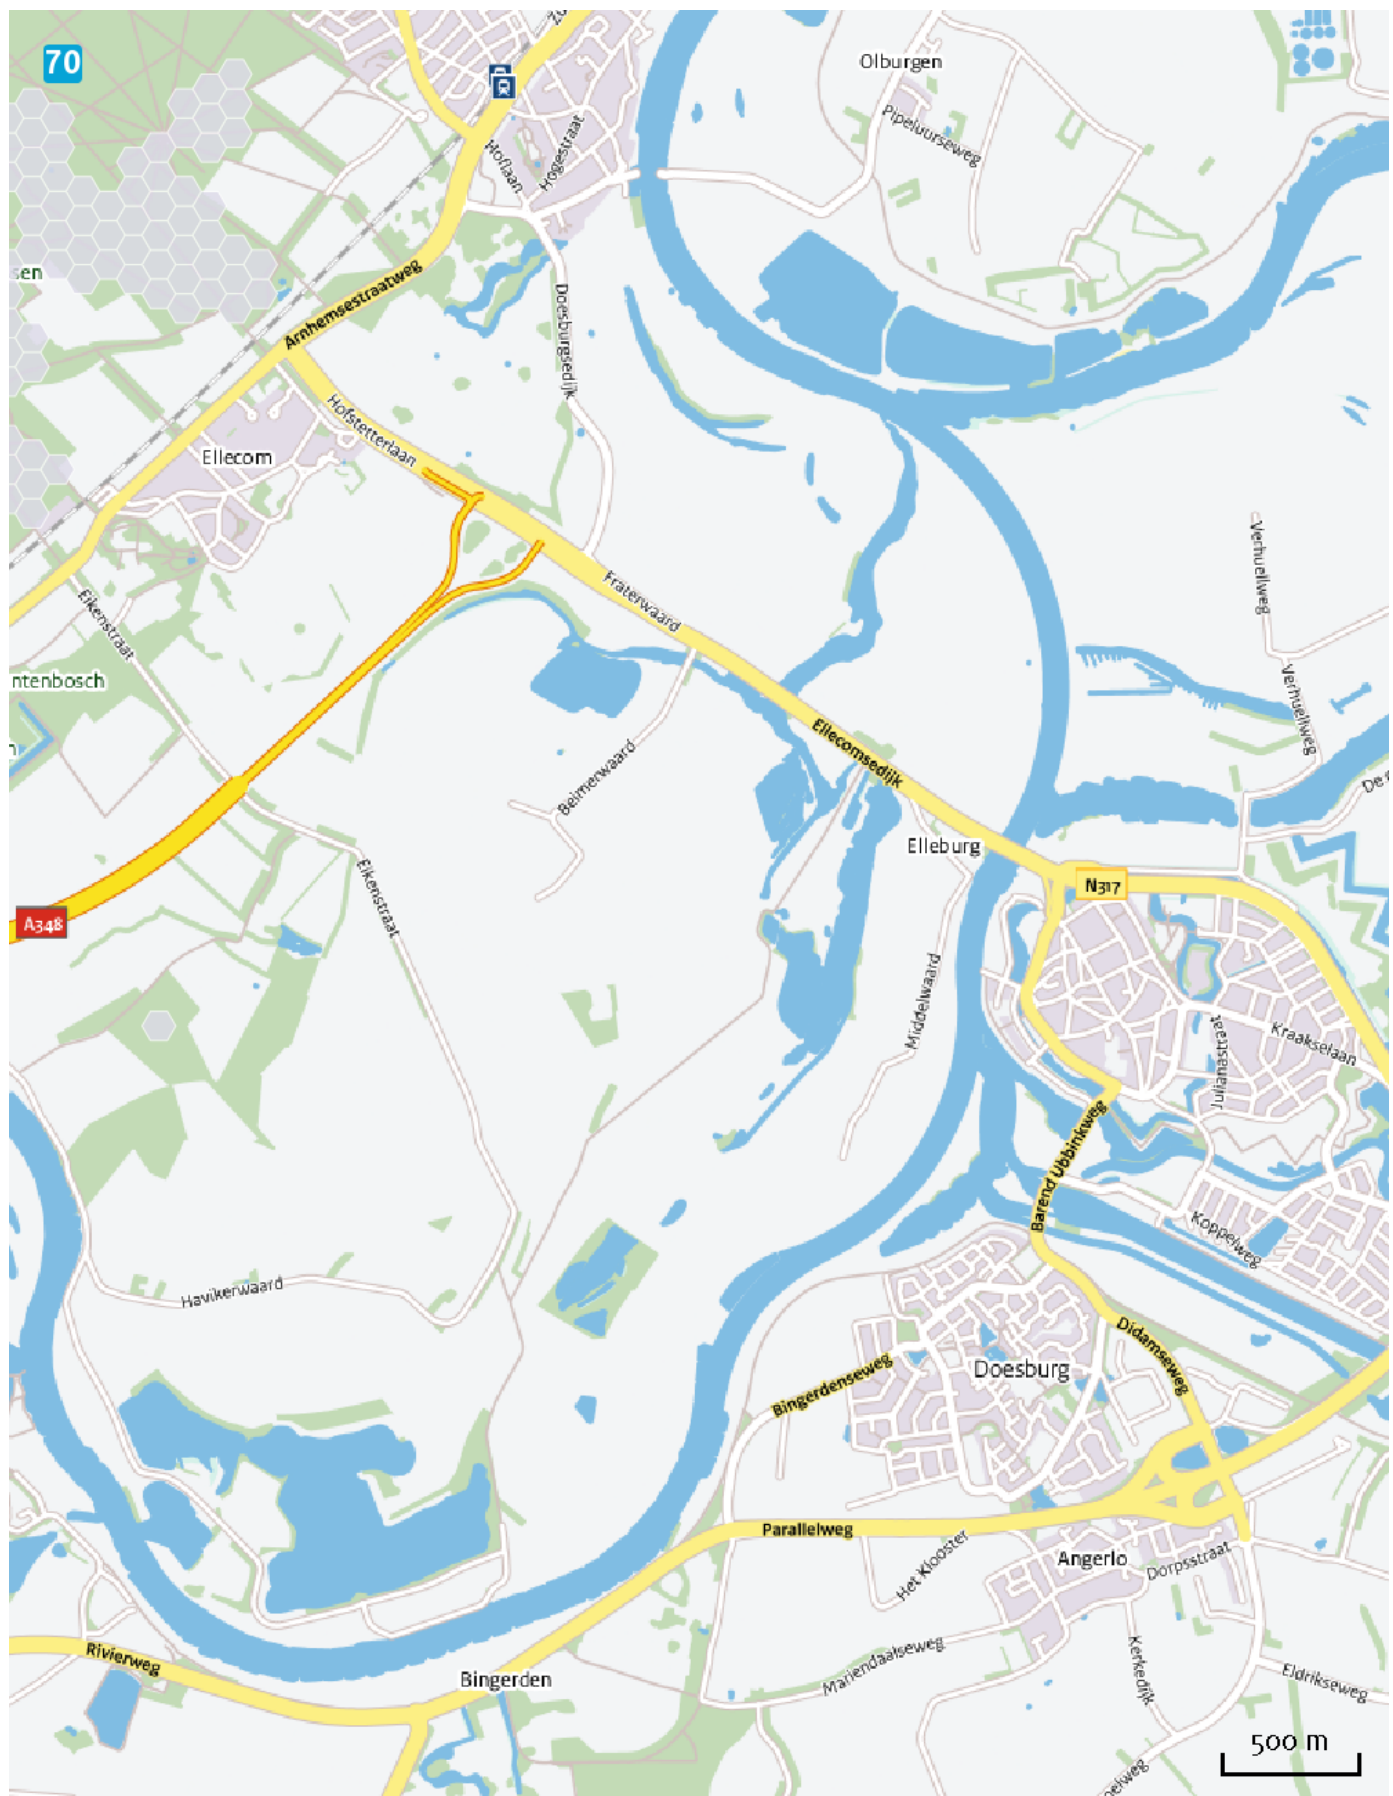 70
Olburgen
Pipeluurseweg
Hoflaan
Hogestraat
Arnhemsestraatweg
Doesburgsedijk
Hofstetterlaan
Ellecom
Fraterwaard
Verhuellweg
Eikenstraat
ntenbosch
Verhuellweg
Ellecomsedijk
Beimerwaard
Elleburg
N317
Eikenstraat
A348
Middelwaard
Kraakselaan
Julianastraat
Barend Ubbinkweg
Koppelweg
Havikerwaard
Didamseweg
Doesburg
Bingerdenseweg
Parallelweg
Angerlo
Het Klooster
Dorpsstraat
Rivierweg
Mariendaalseweg
Kerkedijk
Bingerden
Eldrikseweg
500 m